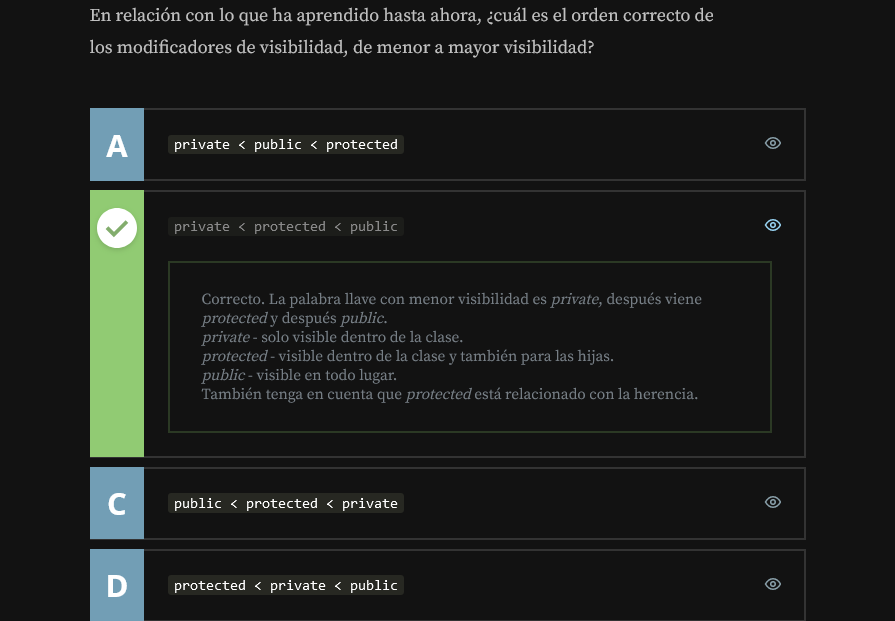 En relación con lo que ha aprendido hasta ahora, ¿cuál es el orden correcto de
los modificadores de visibilidad, de menor a mayor visibilidad?
A
private < public < protected
private < protected < public
Correcto. La palabra llave con menor visibilidad es private, después viene
protected y después public.
private - solo visible dentro de la clase.
protected - visible dentro de la clase y también para las hijas.
public - visible en todo lugar.
También tenga en cuenta que protected está relacionado con la herencia.
C
public < protected < private
D
protected < private < public